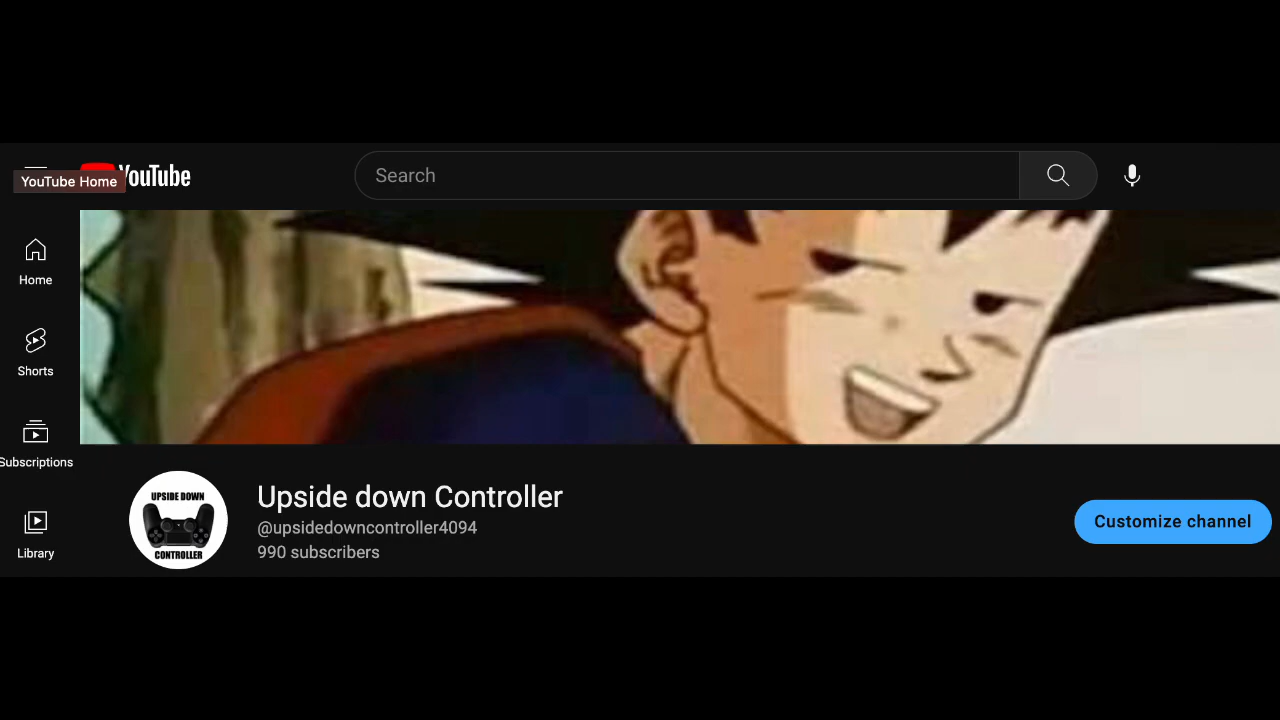 YouTube
YouTube Home
Search
Home
Shorts
Subscriptions
Library
UPSIDE DOWN
CONTROLLER
Upside down Controller
@upsidedowncontroller4094
990 subscribers
Customize channel